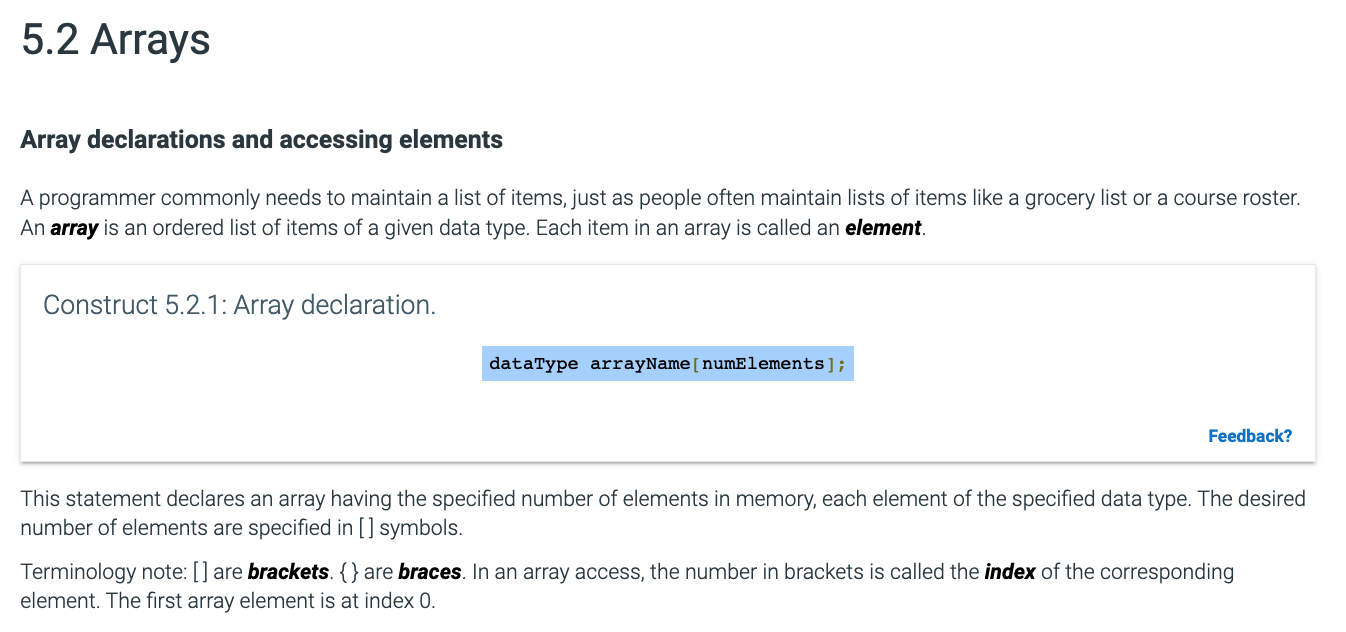 5.2 Arrays
Array declarations and accessing elements
A programmer commonly needs to maintain a list of items, just as people often maintain lists of items like a grocery list or a course roster.
An array is an ordered list of items of a given data type. Each item in an array is called an element.
Construct 5.2.1: Array declaration.
dataType arrayName[numElements];
Feedback?
This statement declares an array having the specified number of elements in memory, each element of the specified data type. The desired
number of elements are specified in [ ] symbols.
Terminology note: [ ] are brackets. { } are braces. In an array access, the number in brackets is called the index of the corresponding
element. The first array element is at index 0.